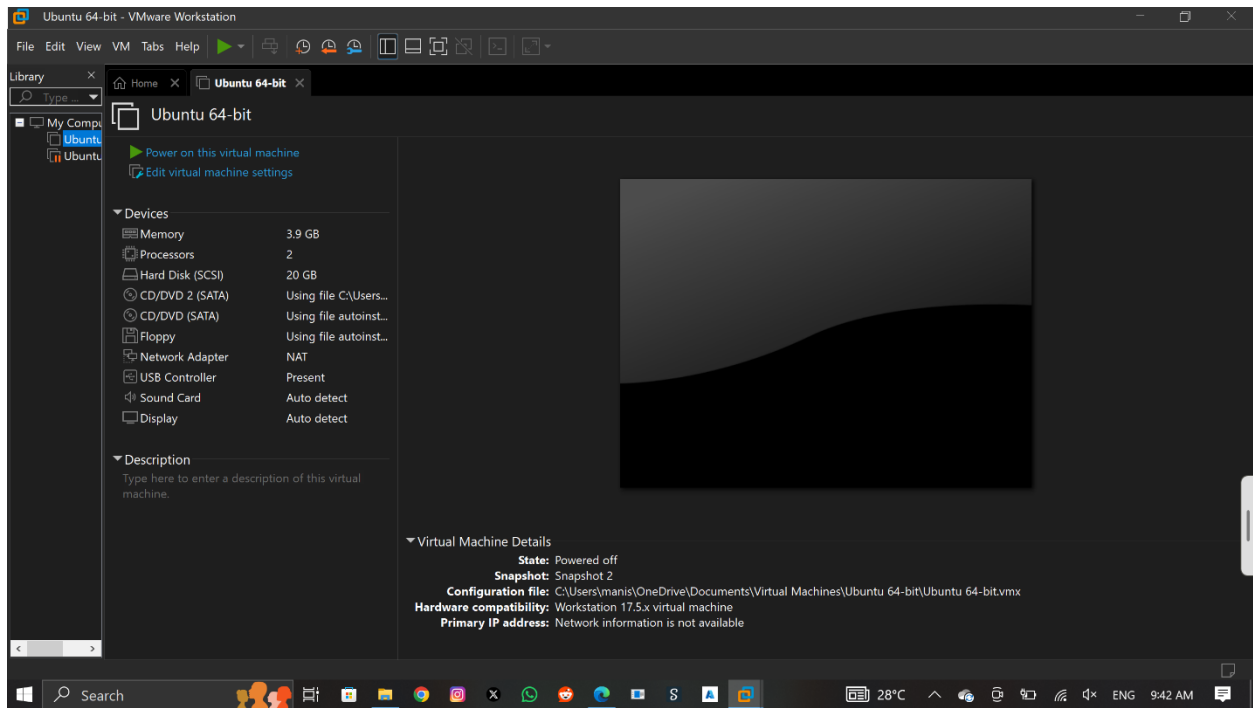 Ubuntu 64-bit - VMware Workstation
File Edit View VM Tabs Help
Library
Type ...
My Compu
Ubuntu
Ubuntu
Home
Ubuntu 64-bit
Ubuntu 64-bit
Power on this virtual machine
Edit virtual machine settings
Devices
Memory 3.9 GB
Processors 2
Hard Disk (SCSI) 20 GB
CD/DVD 2 (SATA) Using file C:\Users...
CD/DVD (SATA) Using file autoinst...
Floppy Using file autoinst...
Network Adapter NAT
USB Controller Present
Sound Card Auto detect
Display Auto detect
Description
Type here to enter a description of this virtual
machine.
Virtual Machine Details
State: Powered off
Snapshot: Snapshot 2
Configuration file: C:\Users\manis\OneDrive\Documents\Virtual Machines\Ubuntu 64-bit\Ubuntu 64-bit.vmx
Hardware compatibility: Workstation 17.5.x virtual machine
Primary IP address: Network information is not available
Search
28°C
ENG
9:42 AM